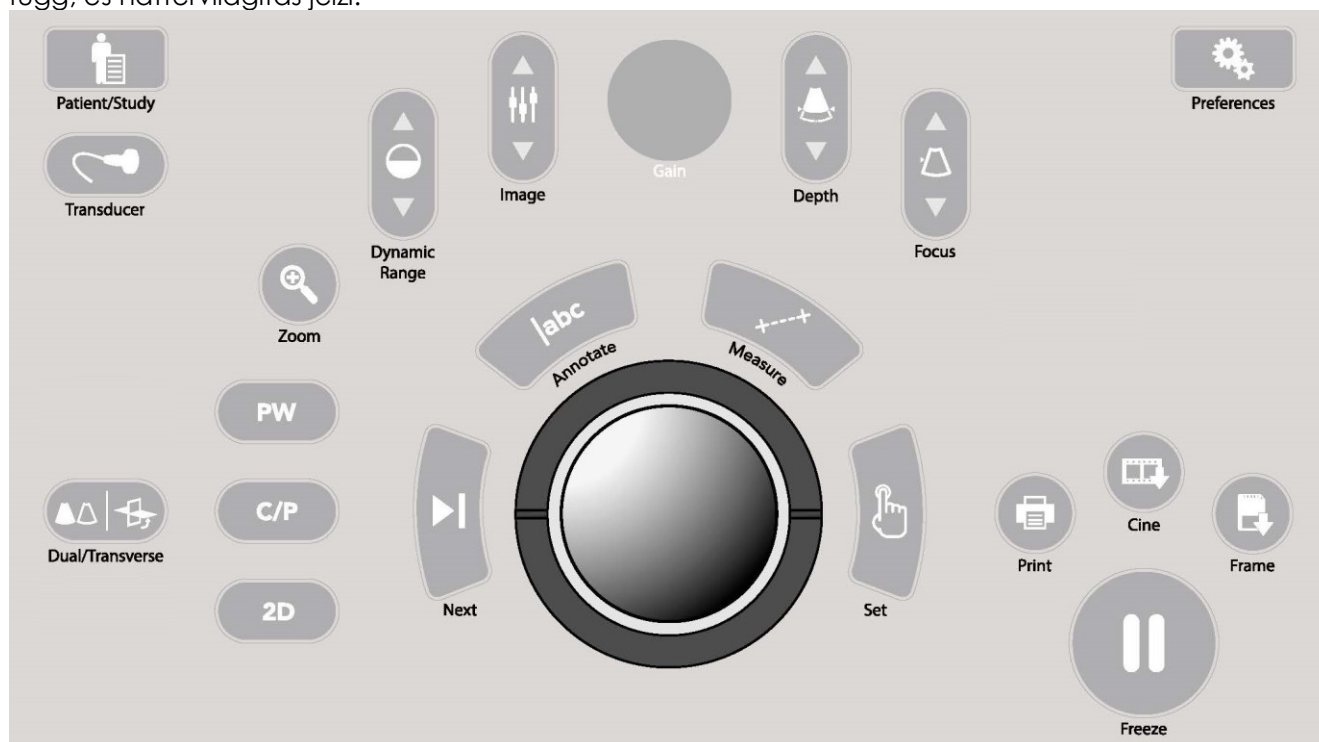 függ, és háttérvilágítás jelzi.
Patient/Study
Preferences
Transducer
Image
Gain
Depth
Dynamic
Range
Focus
Zoom
|abc
Annotate
Measure
PW
C/P
2D
Dual/Transverse
Next
Set
Print
Cine
Frame
Freeze